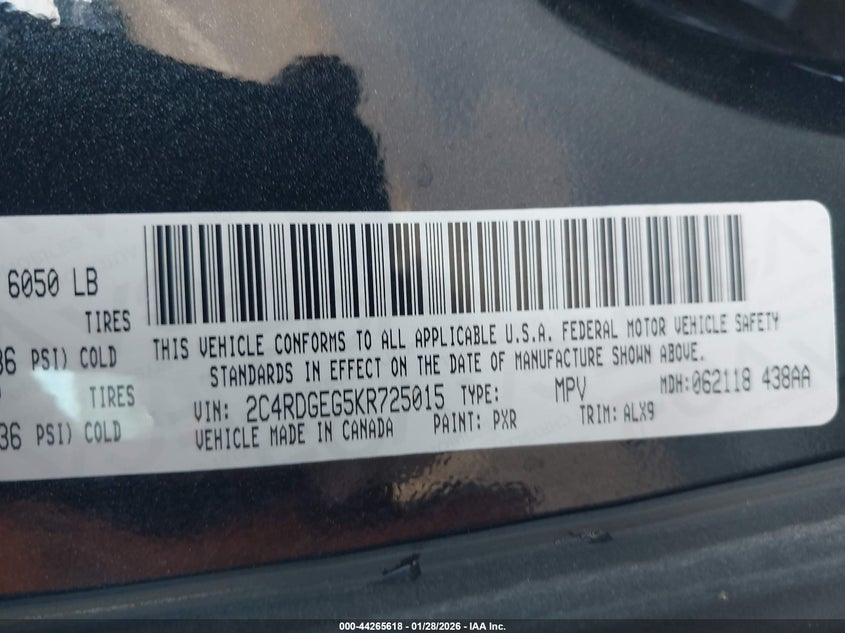 6050 LB
TIRES
36 PSI) COLD
TIRES
36 PSI) COLD
THIS VEHICLE CONFORMS TO ALL APPLICABLE U.S.A. FEDERAL MOTOR VEHICLE SAFETY
STANDARDS IN EFFECT ON THE DATE OF MANUFACTURE SHOWN ABOVE.
VIN: 2C4RDGEG5KR725015 TYPE: MPV MDH: 062118 438AA
VEHICLE MADE IN CANADA PAINT: PXR TRIM: ALX9
000-44265618 - 01/28/2026 - IAA Inc.